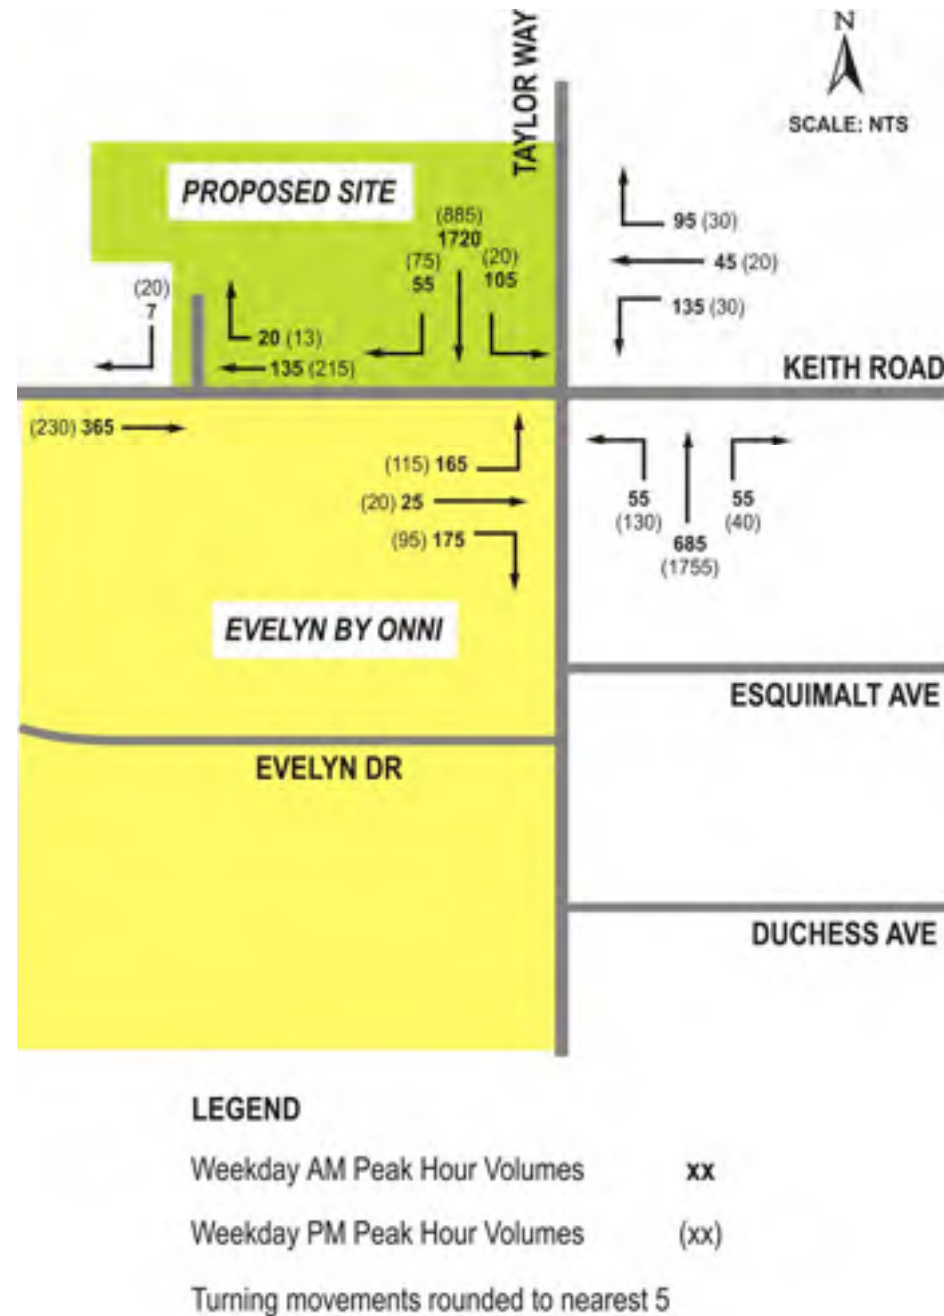 N
SCALE: NTS
TAYLOR WAY
PROPOSED SITE
(885)
1720
(75)
55
(20)
105
95 (30)
45 (20)
135 (30)
(20)
7
20 (13)
135 (215)
KEITH ROAD
(230) 365
(115) 165
(20) 25
(95) 175
55
(130)
685
(1755)
55
(40)
EVELYN BY ONNI
ESQUIMALT AVE
EVELYN DR
DUCHESS AVE
LEGEND
Weekday AM Peak Hour Volumes xx
Weekday PM Peak Hour Volumes (xx)
Turning movements rounded to nearest 5